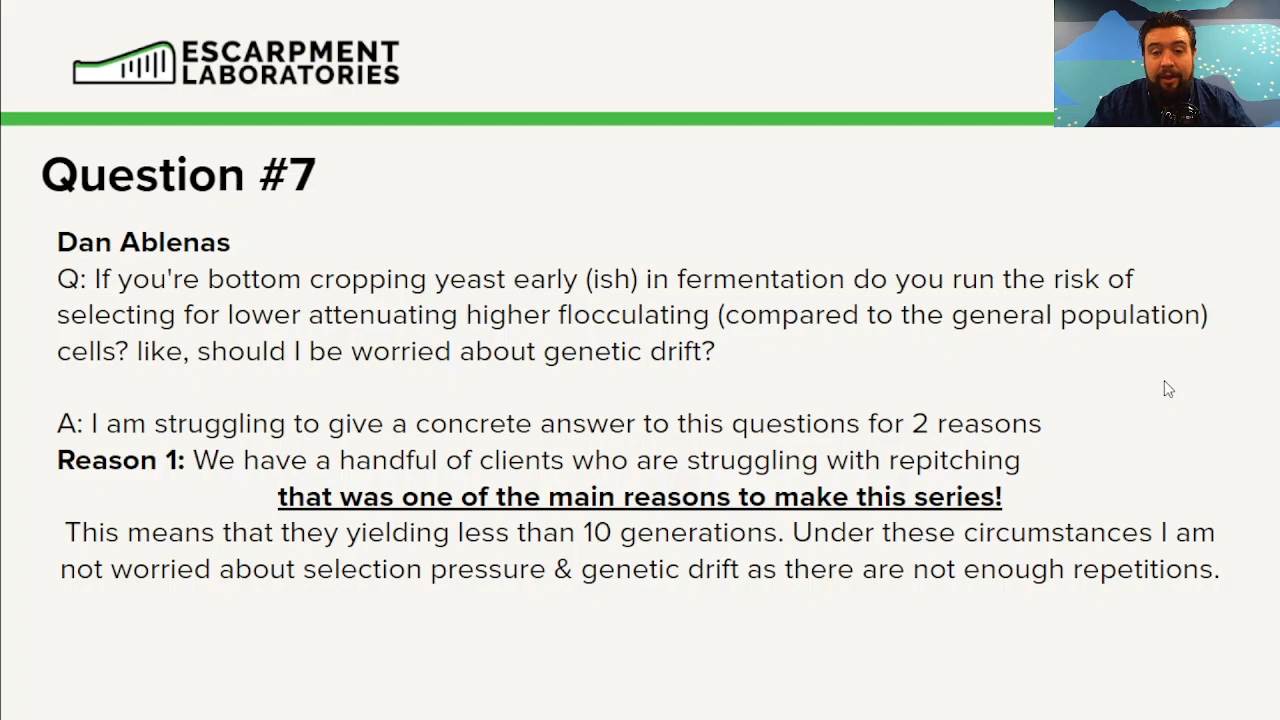 ESCARPMENT
LABORATORIES
Question #7
Dan Ablenas
Q: If you're bottom cropping yeast early (ish) in fermentation do you run the risk of
selecting for lower attenuating higher flocculating (compared to the general population)
cells? like, should I be worried about genetic drift?
A: I am struggling to give a concrete answer to this questions for 2 reasons
Reason 1: We have a handful of clients who are struggling with repitching
that was one of the main reasons to make this series!
This means that they yielding less than 10 generations. Under these circumstances I am
not worried about selection pressure & genetic drift as there are not enough repetitions.